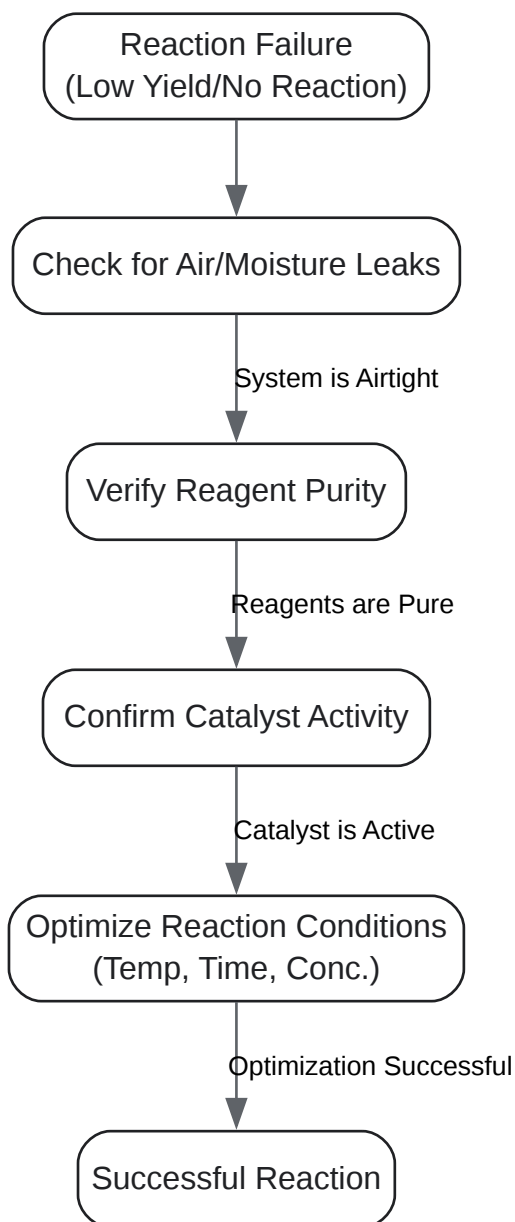 Reaction Failure
(Low Yield/No Reaction)
Check for Air/Moisture Leaks
System is Airtight
Verify Reagent Purity
Reagents are Pure
Confirm Catalyst Activity
Catalyst is Active
Optimize Reaction Conditions
(Temp, Time, Conc.)
Optimization Successful
Successful Reaction